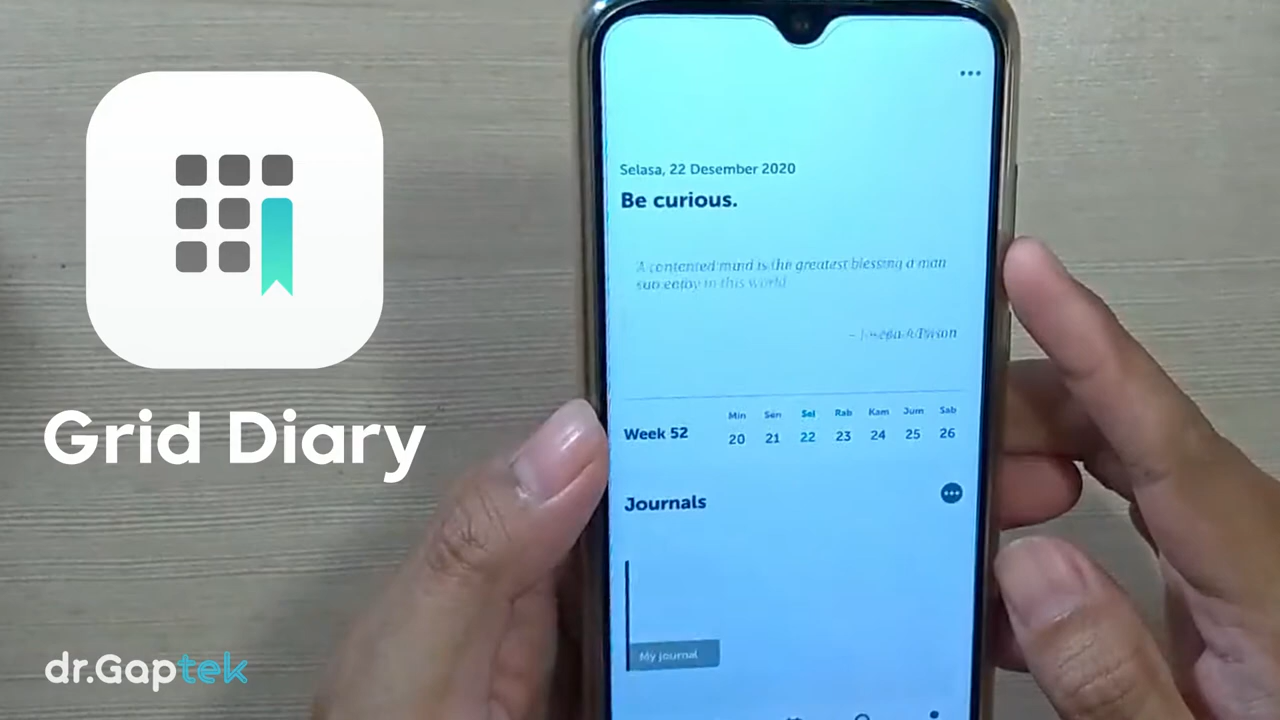 Grid Diary
dr.Gaptek
Selasa, 22 Desember 2020
Be curious.
A contented mind is the greatest blessing a man
enjoy in this world
Week 52
Min Sen Sel Rab Kam Jum Sab
20 21 22 23 24 25 26
Journals
My journal